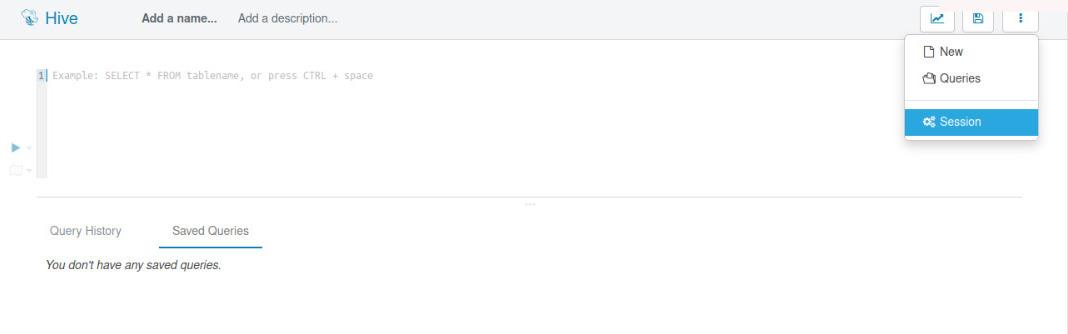 Hive Add a name... Add a description...
New
Queries
Session
1 Example: SELECT * FROM tablename, or press CTRL + space
Query History Saved Queries
You don't have any saved queries.